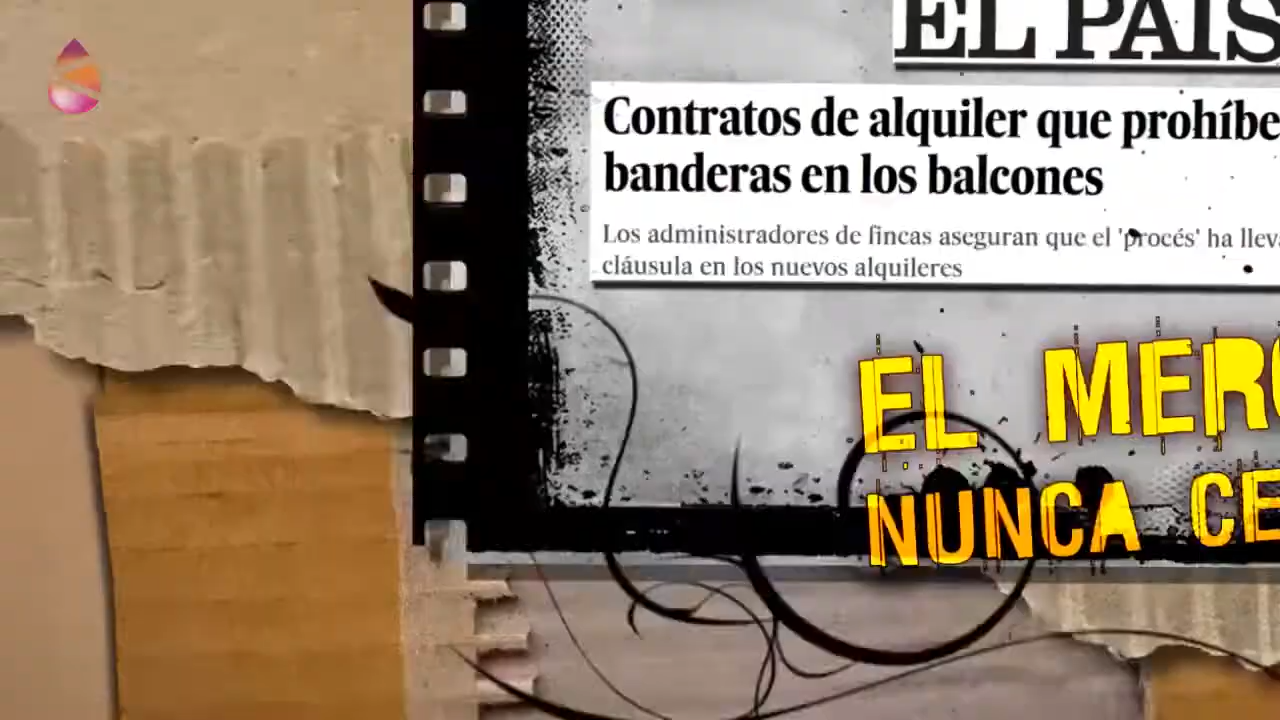 EL PAÍS
Contratos de alquiler que prohíbe
banderas en los balcones
Los administradores de fincas aseguran que el 'procés' ha lleva
cláusula en los nuevos alquileres
EL MERC
NUNCA CE